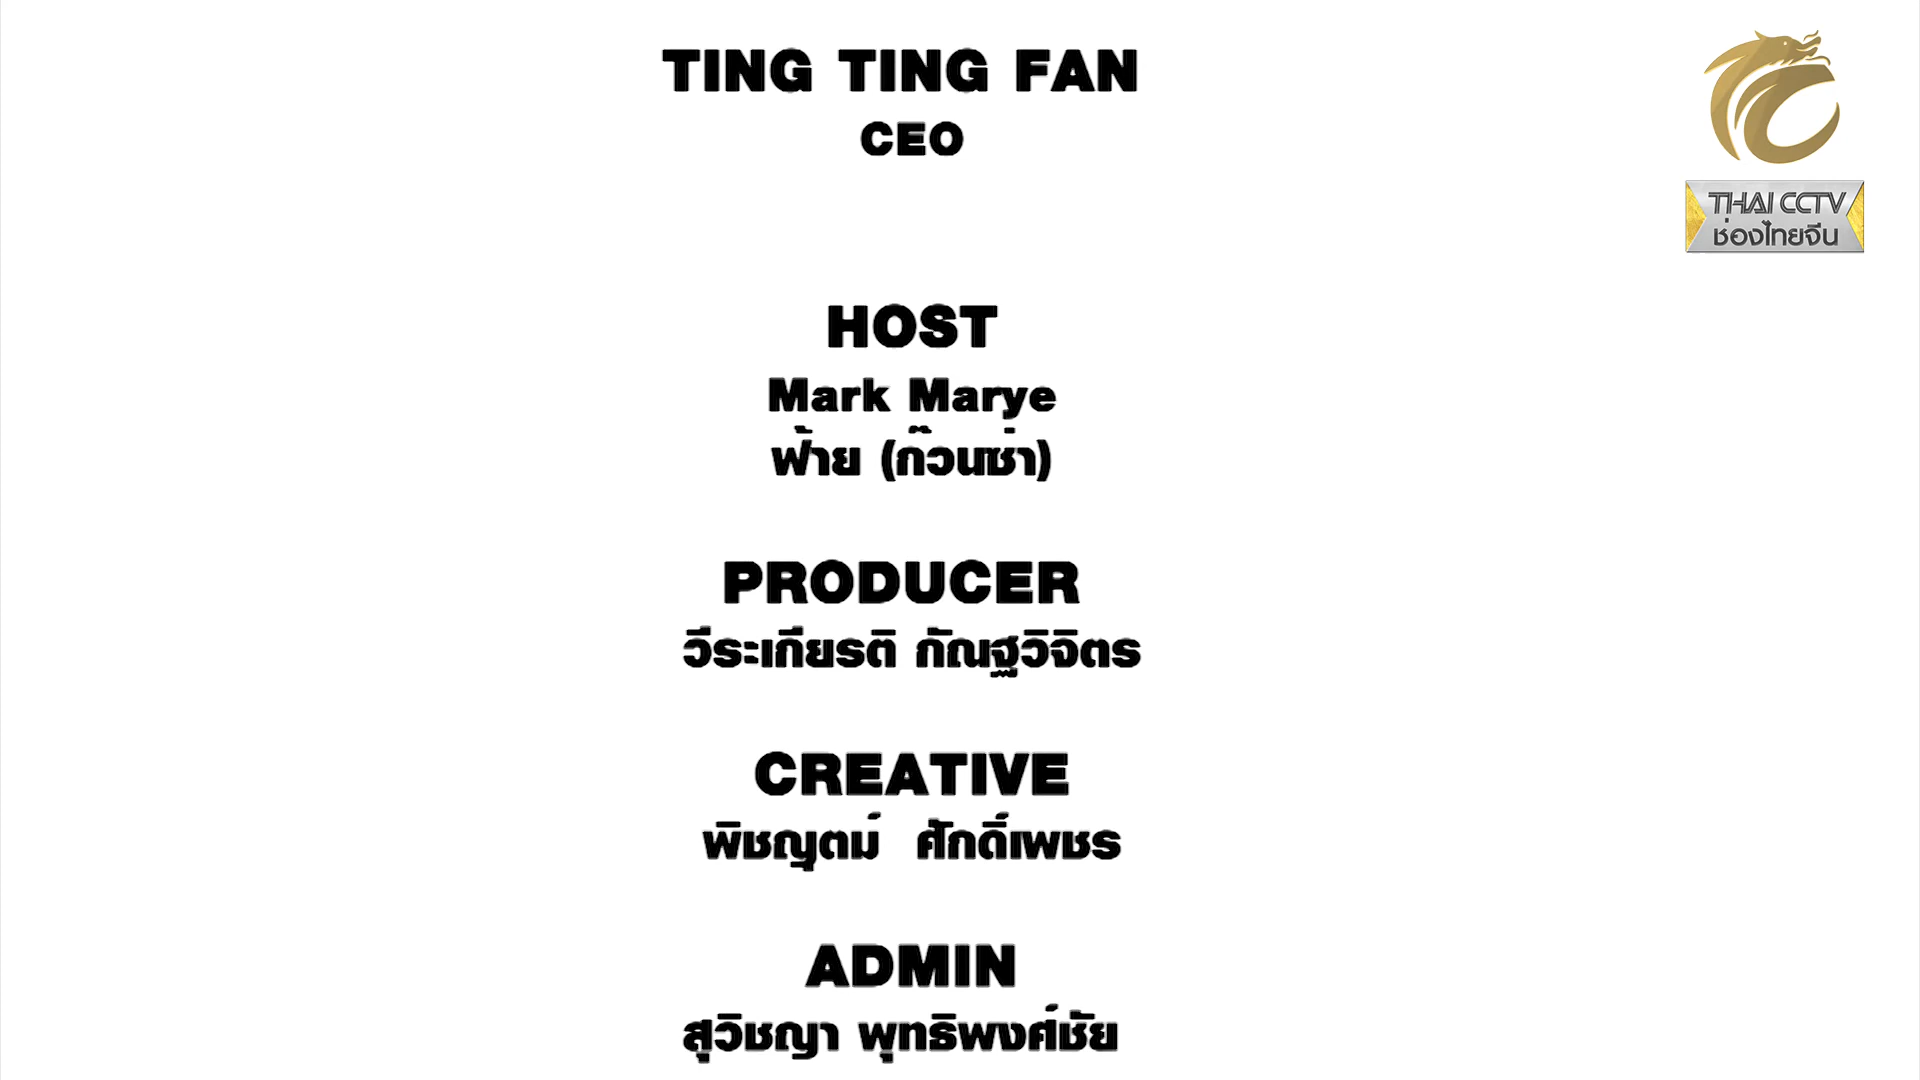 TING TING FAN
CEO
THAI CCTV
ช่องไทยจีน
HOST
Mark Marye
ฟ้าย (ก๊วนซ่า)
PRODUCER
วีระเกียรติ กัณฐวิจิตร
CREATIVE
พิชญุตม์ ศักดิ์เพชร
ADMIN
สุวิชญา พุทธิพงศ์ชัย